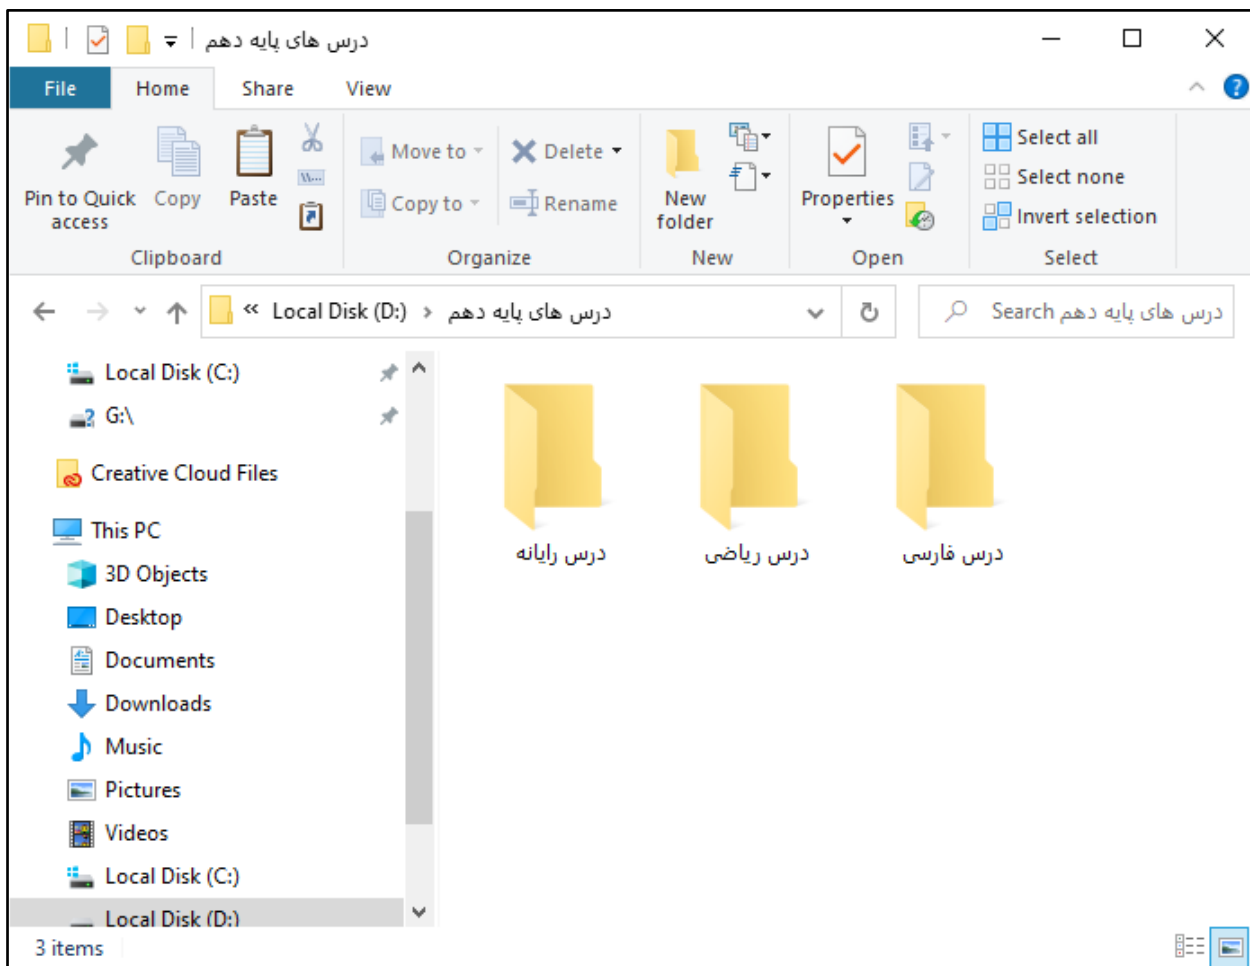 درس های پایه دهم
File Home Share View
Pin to Quick access
Copy
Paste
Clipboard
Move to
Copy to
Delete
Rename
Organize
New folder
New
Properties
Open
Select all
Select none
Invert selection
Select
« Local Disk (D:) › درس های پایه دهم
Search درس های پایه دهم
Local Disk (C:)
G:\
Creative Cloud Files
This PC
3D Objects
Desktop
Documents
Downloads
Music
Pictures
Videos
Local Disk (C:)
Local Disk (D:)
درس رایانه
درس ریاضی
درس فارسی
3 items